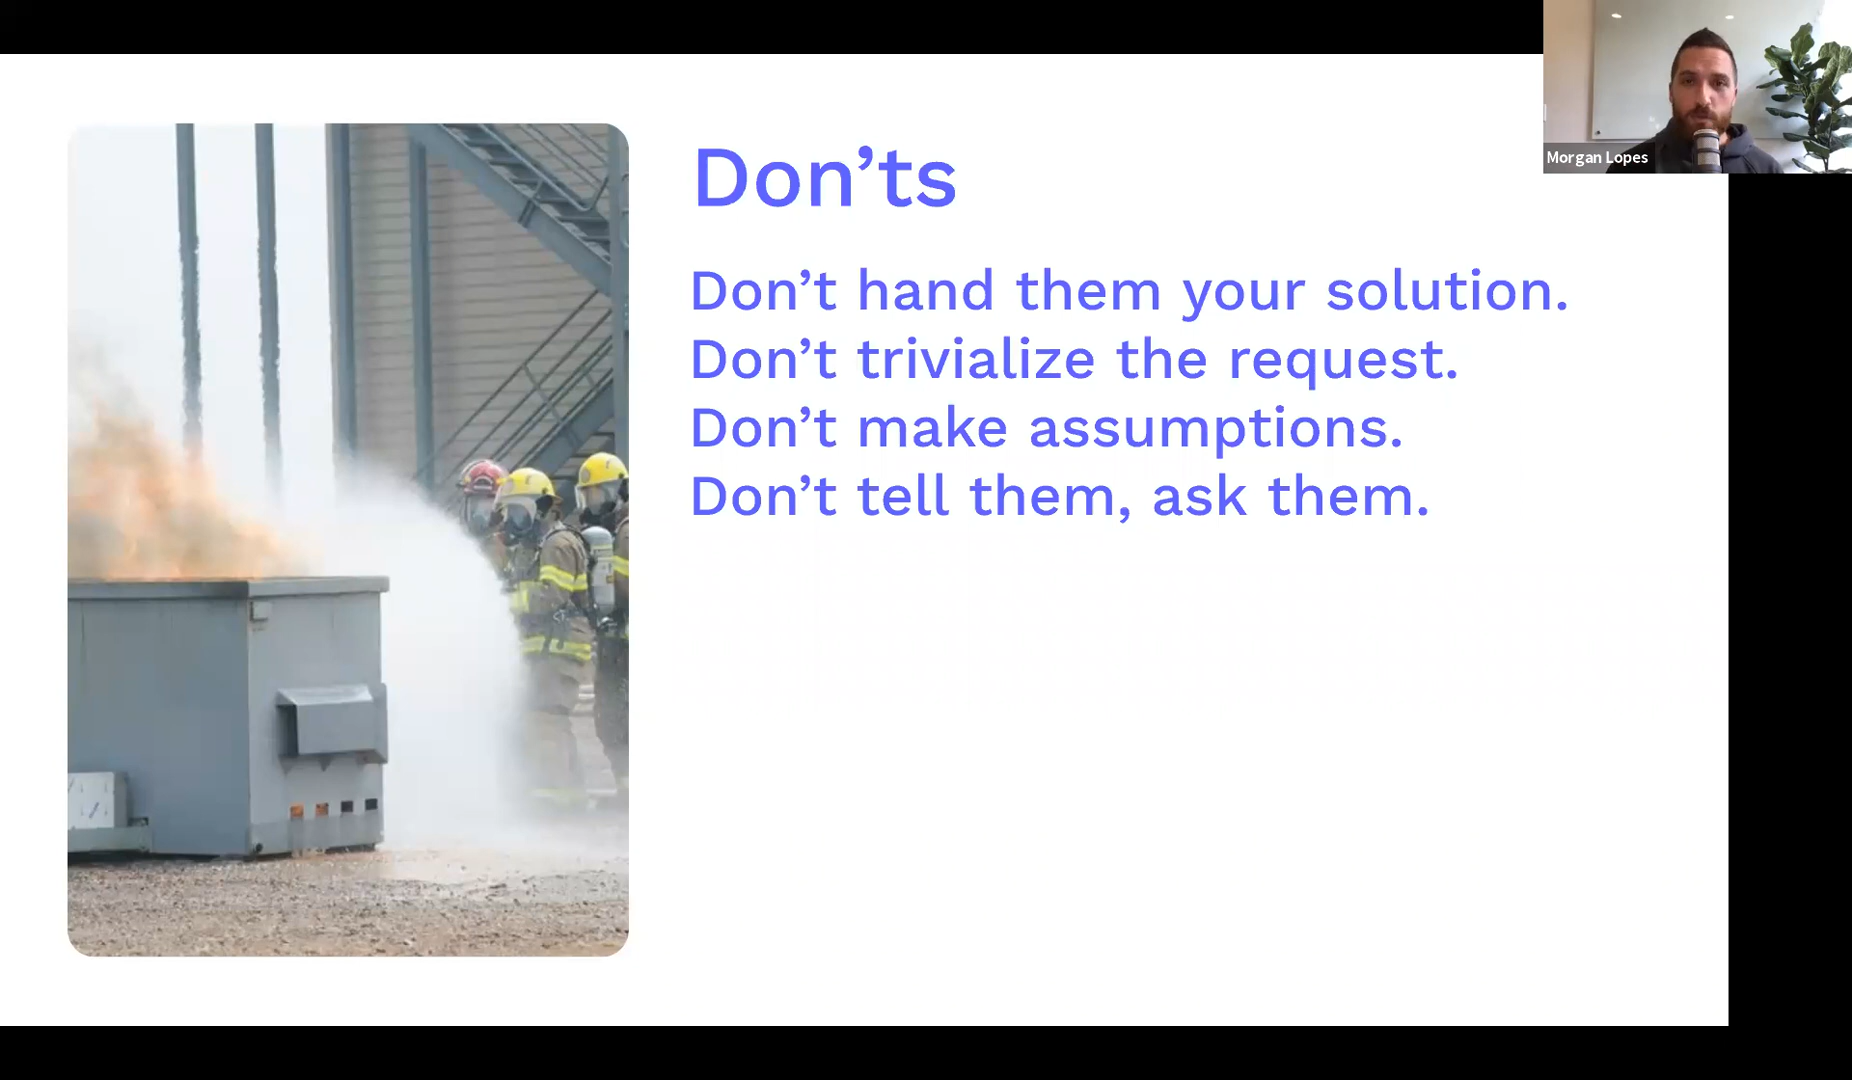 Morgan Lopes
Don’ts
Don’t hand them your solution.
Don’t trivialize the request.
Don’t make assumptions.
Don’t tell them, ask them.